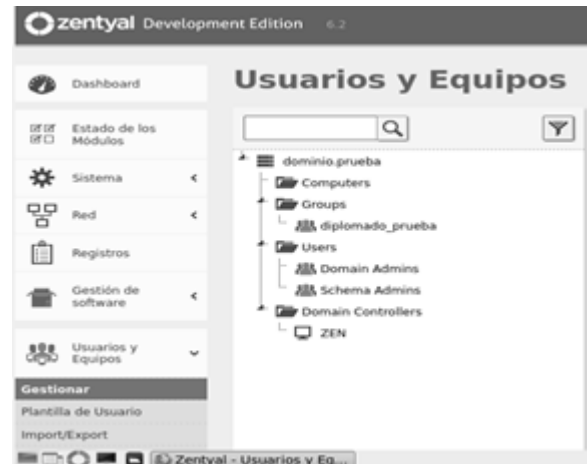 zentyal Development Edition 6.2
Dashboard
Estado de los
Módulos
Sistema
Red
Registros
Gestión de
software
Usuarios y
Equipos
Gestionar
Plantilla de Usuario
Import/Export
Usuarios y Equipos
dominio.prueba
Computers
Groups
diplomado_prueba
Users
Domain Admins
Schema Admins
Domain Controllers
ZEN
Zentyal - Usuarios y Eq...